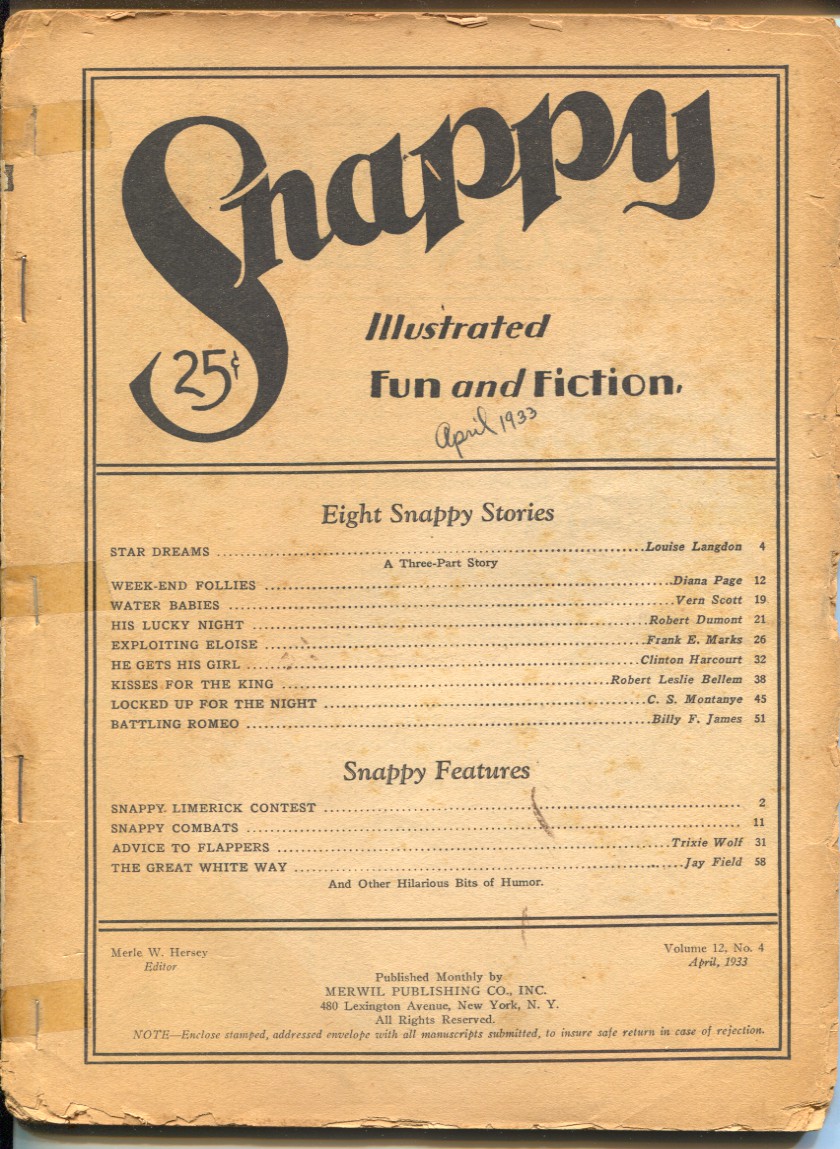 Snappy
25¢
Illustrated
Fun and Fiction.
April 1933
Eight Snappy Stories
STAR DREAMS ........ Louise Langdon 4
A Three-Part Story
WEEK-END FOLLIES ........ Diana Page 12
WATER BABIES ........ Vern Scott 19
HIS LUCKY NIGHT ........ Robert Dumont 21
EXPLOITING ELOISE ........ Frank E. Marks 26
HE GETS HIS GIRL ........ Clinton Harcourt 32
KISSES FOR THE KING ........ Robert Leslie Bellem 38
LOCKED UP FOR THE NIGHT ........ C. S. Montanye 45
BATTLING ROMEO ........ Billy F. James 51
Snappy Features
SNAPPY LIMERICK CONTEST ........ 2
SNAPPY COMBATS ........ 11
ADVICE TO FLAPPERS ........ Trixie Wolf 31
THE GREAT WHITE WAY ........ Jay Field 58
And Other Hilarious Bits of Humor.
Merle W. Hersey
Editor
Volume 12, No. 4
April, 1933
Published Monthly by
MERWIL PUBLISHING CO., INC.
480 Lexington Avenue, New York, N. Y.
All Rights Reserved.
NOTE—Enclose stamped, addressed envelope with all manuscripts submitted, to insure safe return in case of rejection.